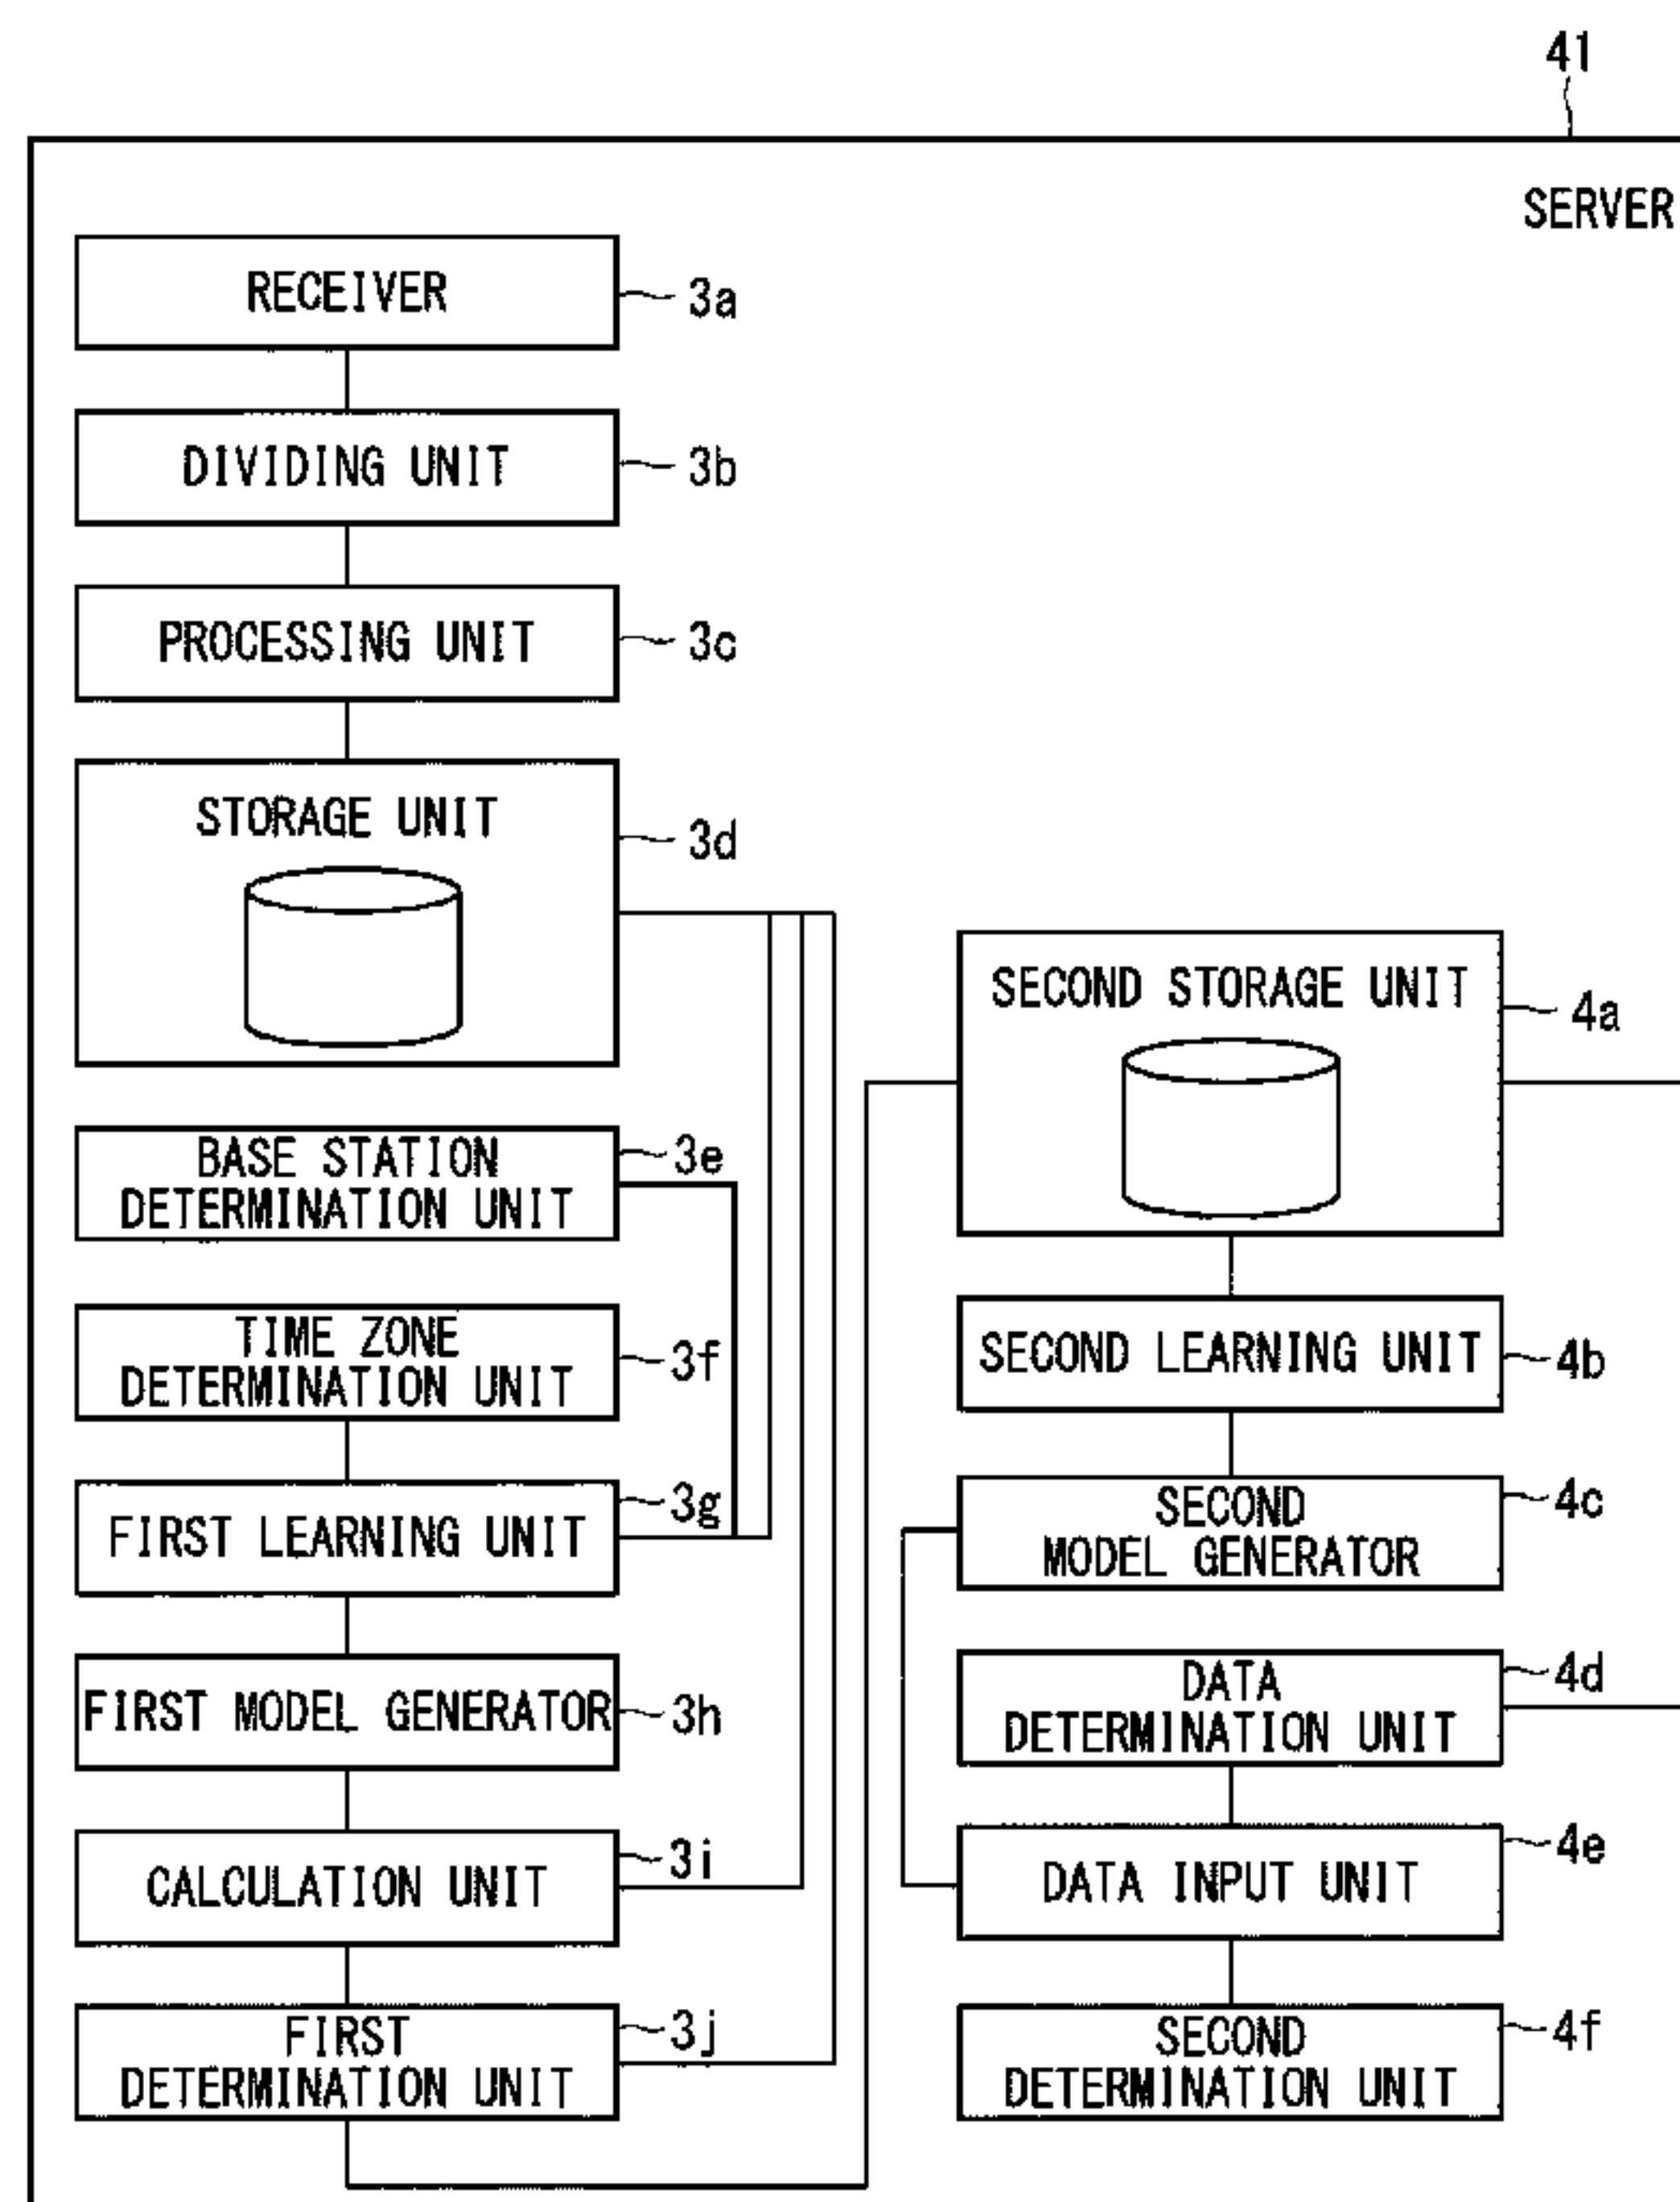 41
SERVER
RECEIVER
3a
DIVIDING UNIT
3b
PROCESSING UNIT
3c
STORAGE UNIT
3d
BASE STATION
DETERMINATION UNIT
3e
TIME ZONE
DETERMINATION UNIT
3f
FIRST LEARNING UNIT
3g
FIRST MODEL GENERATOR
3h
CALCULATION UNIT
3i
FIRST
DETERMINATION UNIT
3j
SECOND STORAGE UNIT
4a
SECOND LEARNING UNIT
4b
SECOND
MODEL GENERATOR
4c
DATA
DETERMINATION UNIT
4d
DATA INPUT UNIT
4e
SECOND
DETERMINATION UNIT
4f